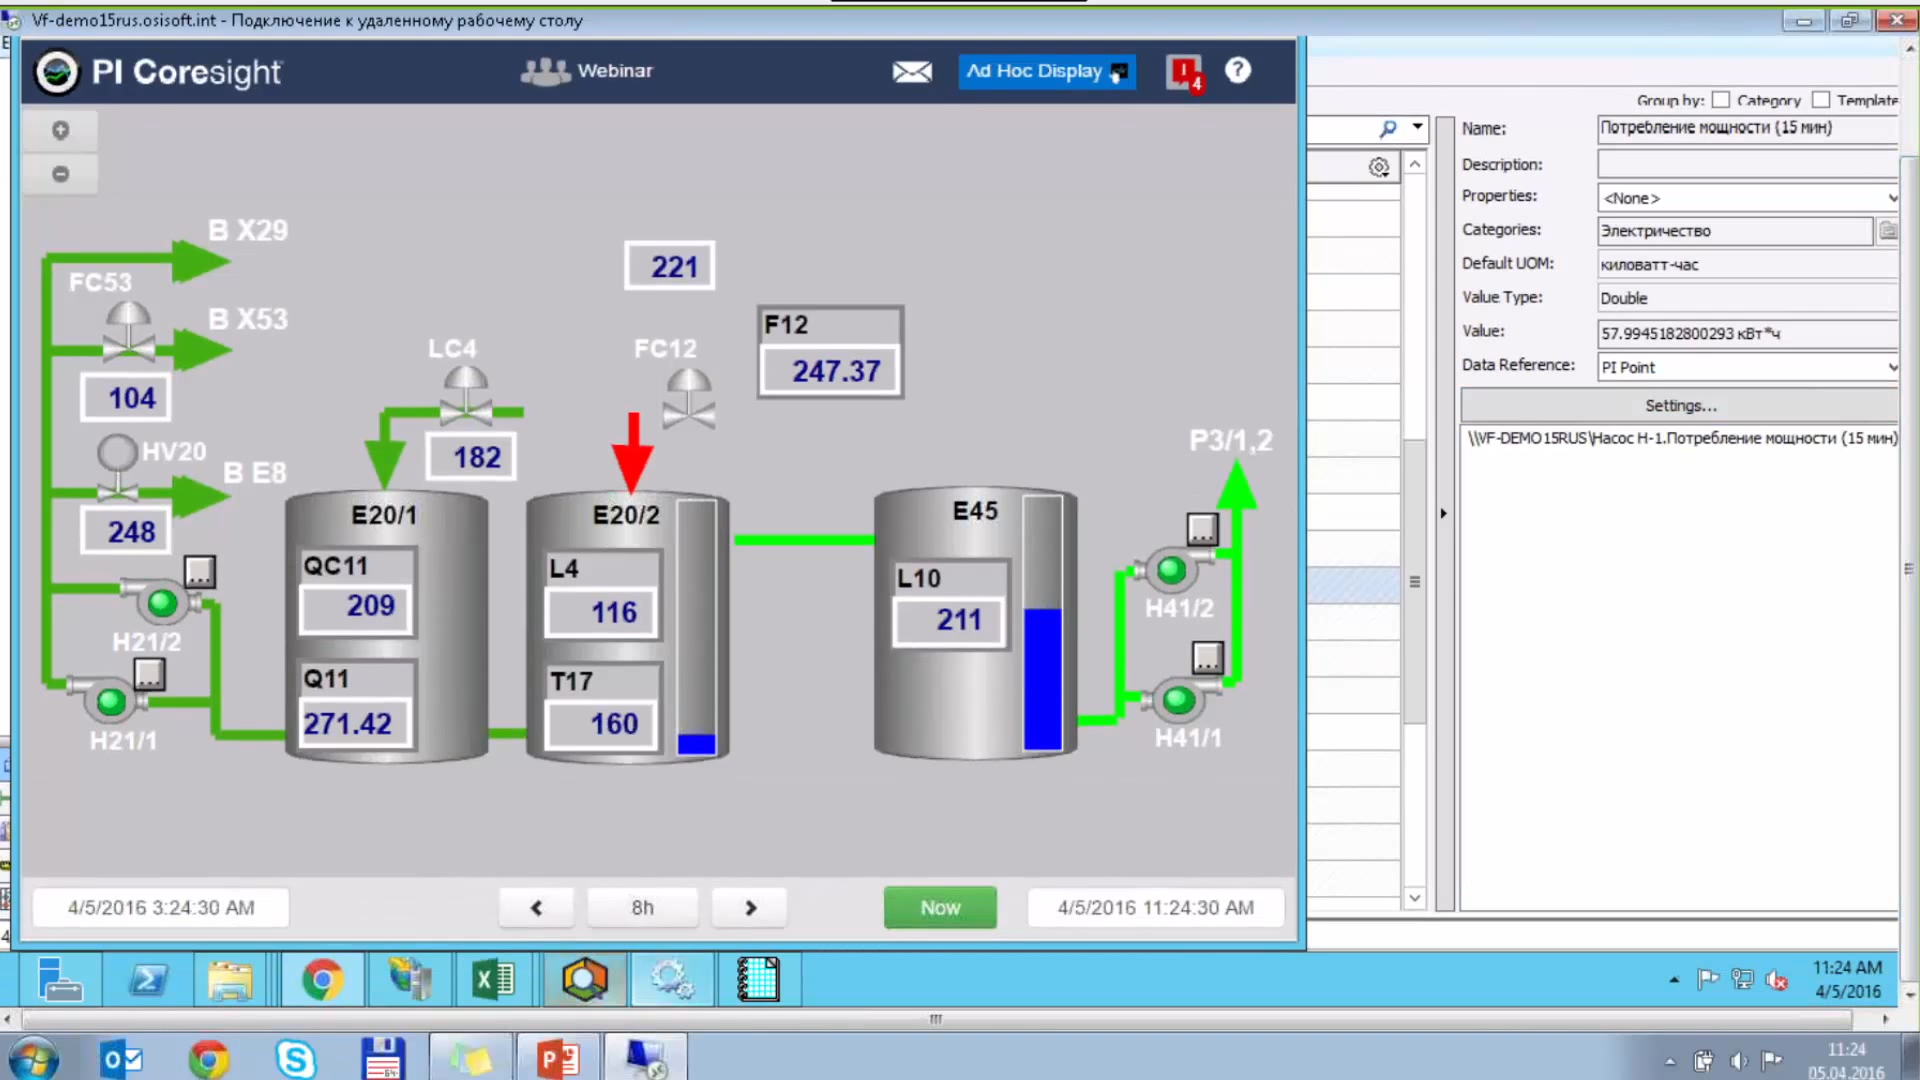 Vf-demo15rus.osisoft.int - Подключение к удаленному рабочему столу
PI Coresight
Webinar
Ad Hoc Display
4
?
В X29
FC53
В X53
104
HV20
В E8
248
H21/2
H21/1
LC4
182
221
FC12
F12
247.37
E20/1
QC11
209
Q11
271.42
E20/2
L4
116
T17
160
E45
L10
211
P3/1,2
H41/2
H41/1
4/5/2016 3:24:30 AM
8h
Now
4/5/2016 11:24:30 AM
Group by:
Category
Template
Name:
Потребление мощности (15 мин)
Description:
Properties:
<None>
Categories:
Электричество
Default UOM:
киловатт-час
Value Type:
Double
Value:
57.9945182800293 кВт*ч
Data Reference:
PI Point
Settings...
\\VF-DEMO15RUS\Насос Н-1.Потребление мощности (15 мин)
11:24 AM
4/5/2016
11:24
05.04.2016